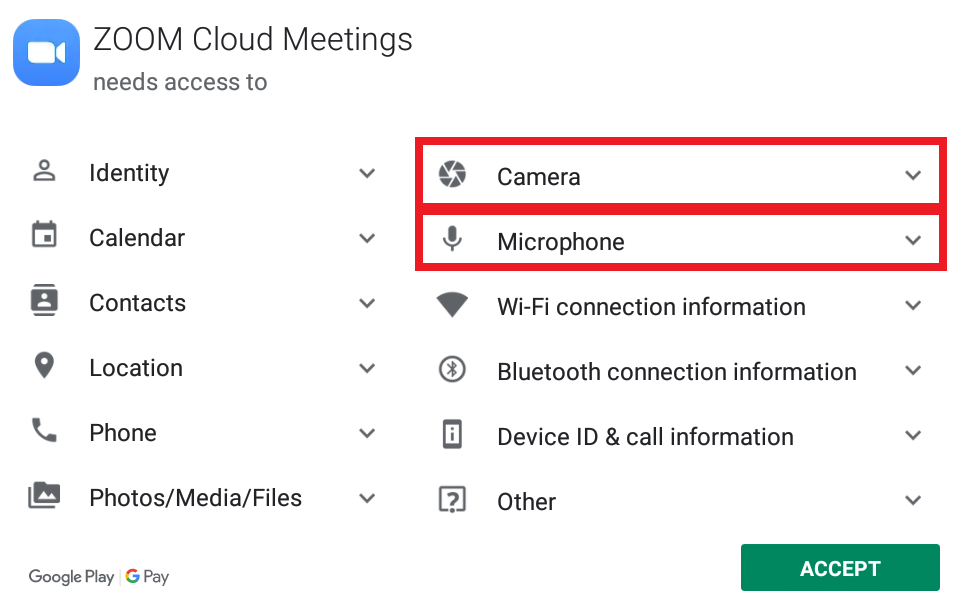 ZOOM Cloud Meetings
needs access to
Identity
Calendar
Contacts
Location
Phone
Photos/Media/Files
Camera
Microphone
Wi-Fi connection information
Bluetooth connection information
Device ID & call information
Other
Google Play | G Pay
ACCEPT